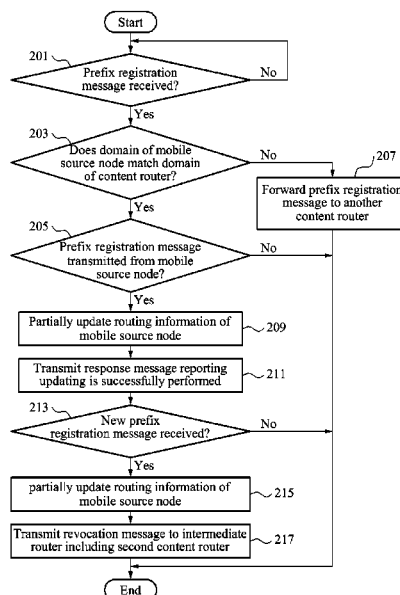 Start
201
Prefix registration
message received?
No
Yes
203
Does domain of mobile
source node match domain
of content router?
No
207
Forward prefix registration
message to another
content router
Yes
205
Prefix registration message
transmitted from mobile
source node?
No
Yes
Partially update routing information of
mobile source node
209
Transmit response message reporting
updating is successfully performed
211
213
New prefix
registration message received?
No
Yes
partially update routing information of
mobile source node
215
Transmit revocation message to intermediate
router including second content router
217
End